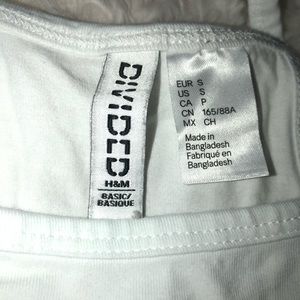 DIVIDED
H&M
BASIC/
BASIQUE
EUR S
US S
CA P
CN 165/88A
MX CH
Made in
Bangladesh
Fabriqué en
Bangladesh